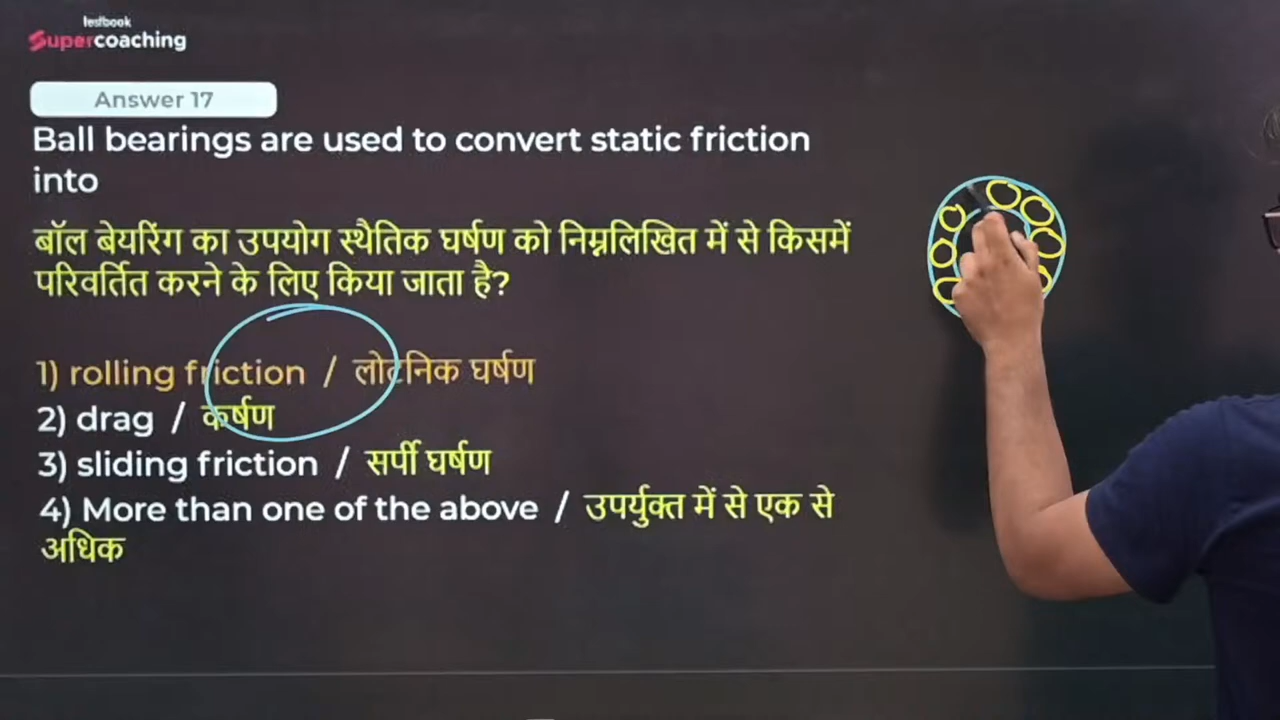 testbook
Supercoaching
Answer 17
Ball bearings are used to convert static friction
into
बॉल बेयरिंग का उपयोग स्थैतिक घर्षण को निम्नलिखित में से किसमें
परिवर्तित करने के लिए किया जाता है?
1) rolling friction / लोटनिक घर्षण
2) drag / कर्षण
3) sliding friction / सर्पी घर्षण
4) More than one of the above / उपर्युक्त में से एक से
अधिक